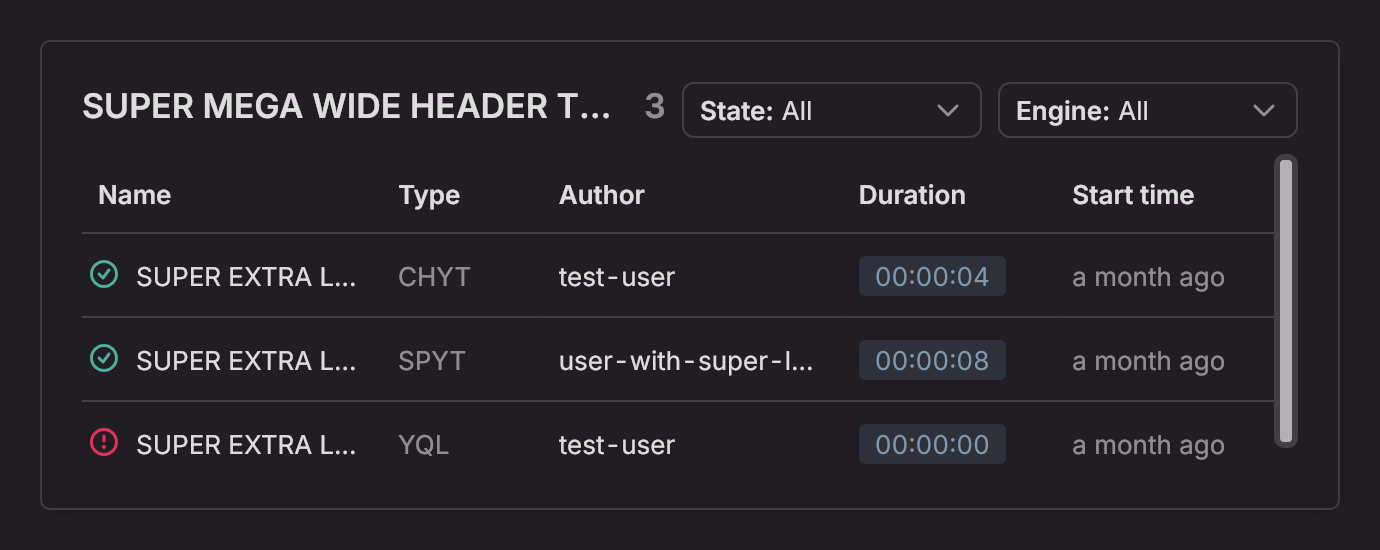 SUPER MEGA WIDE HEADER T... 3 State: All Engine: All
Name Type Author Duration Start time
SUPER EXTRA L... CHYT test-user 00:00:04 a month ago
SUPER EXTRA L... SPYT user-with-super-l... 00:00:08 a month ago
SUPER EXTRA L... YQL test-user 00:00:00 a month ago